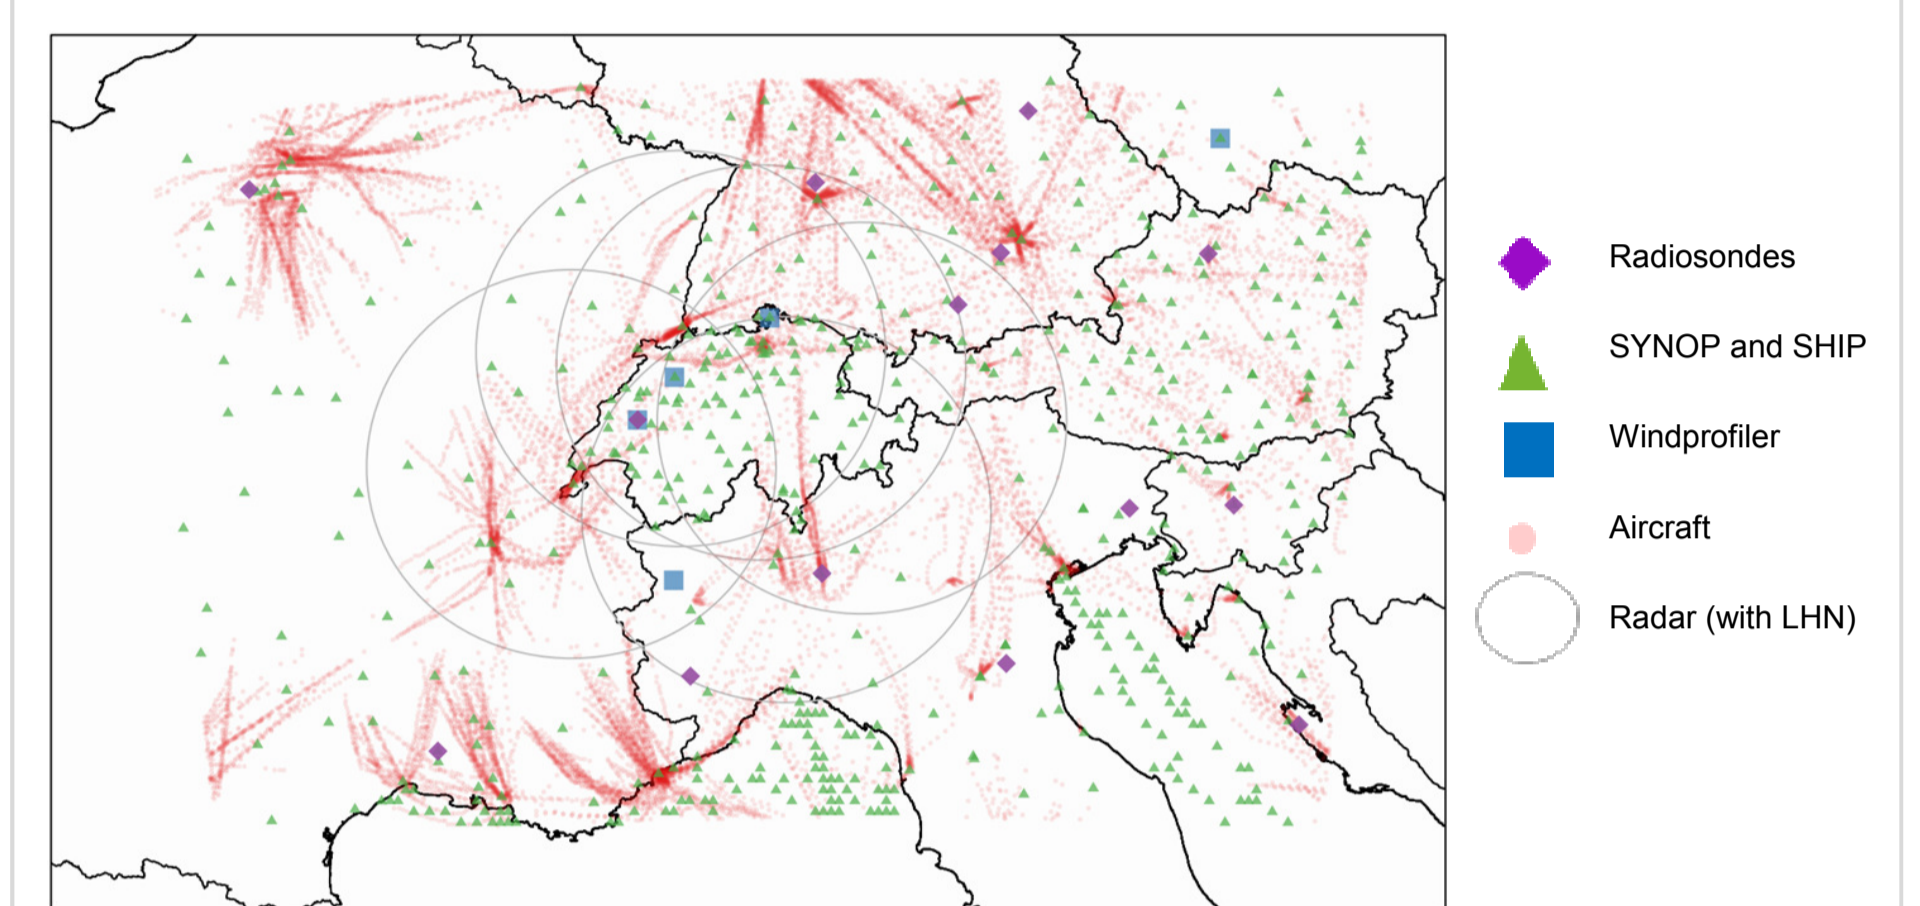 Radiosondes
SYNOP and SHIP
Windprofiler
Aircraft
Radar (with LHN)